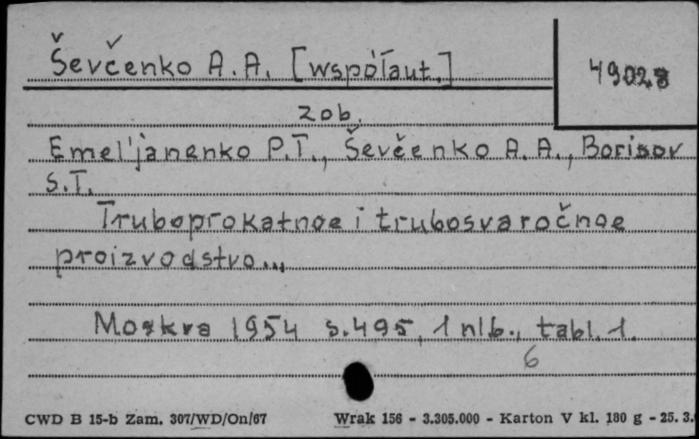 Ševčenko A.A. [współaut.]
49028
zob.
Emel'janenko P.T., Ševčenko A.A., Borisov
S.I.
Truboprokatnoe i trubosvaročnoe
proizvodstvo...
Moskva 1954 s.495, 1 nlb., tabl. 1.
6
CWD B 15-b Zam. 307/WD/On/67 Wrak 156 - 3.305.000 - Karton V kl. 180 g - 25. 3.